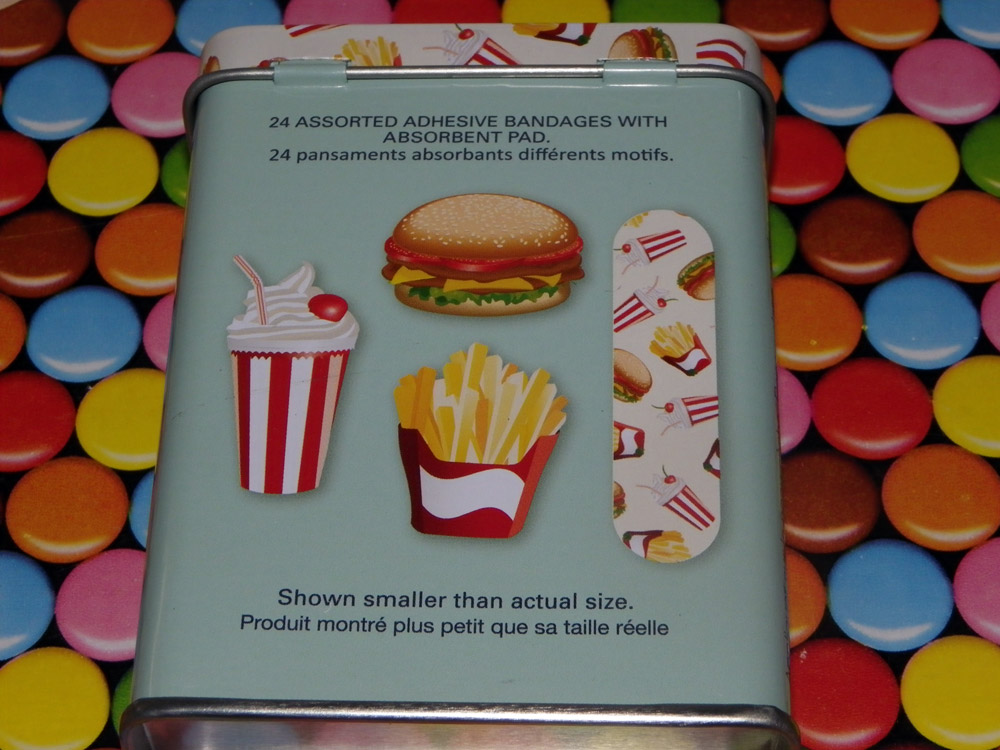 24 ASSORTED ADHESIVE BANDAGES WITH
ABSORBENT PAD.
24 pansaments absorbants différents motifs.
Shown smaller than actual size.
Produit montré plus petit que sa taille réelle